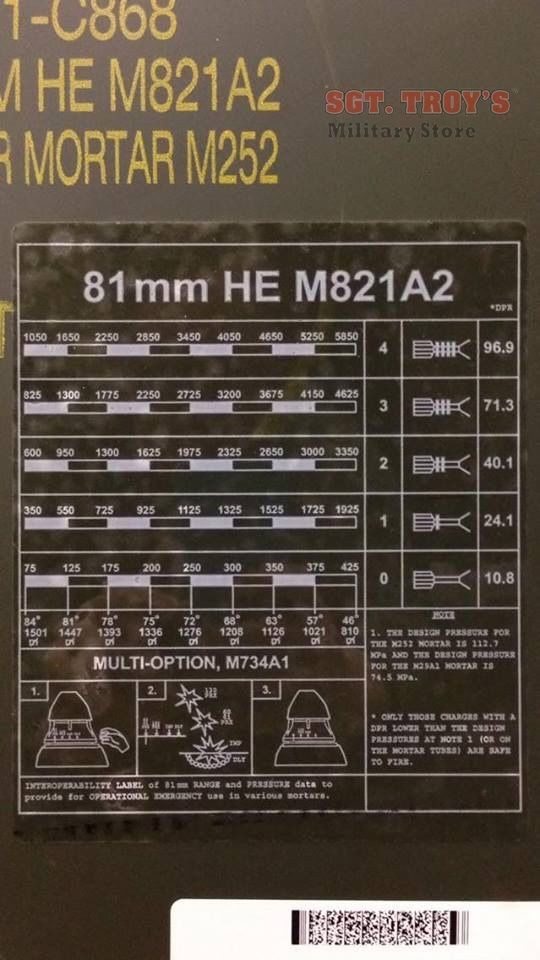 1-C868
M HE M821A2
R MORTAR M252
SGT. TROY'S
Military Store
T
81mm HE M821A2
*DPR
1050 1650 2250 2850 3450 4050 4650 5250 5850
4 96.9
825 1300 1775 2250 2725 3200 3675 4150 4625
3 71.3
600 950 1300 1625 1975 2325 2650 3000 3350
2 40.1
350 550 725 925 1125 1325 1525 1725 1925
1 24.1
75 125 175 200 250 300 350 375 425
0 10.8
84° 81° 78° 75° 72° 68° 63° 57° 46°
1501 1447 1393 1336 1276 1208 1126 1021 810
MULTI-OPTION, M734A1
1. 2. 3.
IMP
DLY
NOTE
1. THE DESIGN PRESSURE FOR
THE M252 MORTAR IS 112.7
MPa AND THE DESIGN PRESSURE
FOR THE M29A1 MORTAR IS
74.5 MPa.
* ONLY THOSE CHARGES WITH A
DPR LOWER THAN THE DESIGN
PRESSURES AT NOTE 1 (OR ON
THE MORTAR TUBES) ARE SAFE
TO FIRE.
INTEROPERABILITY LABEL of 81mm RANGE and PRESSURE data to
provide for OPERATIONAL EMERGENCY use in various mortars.